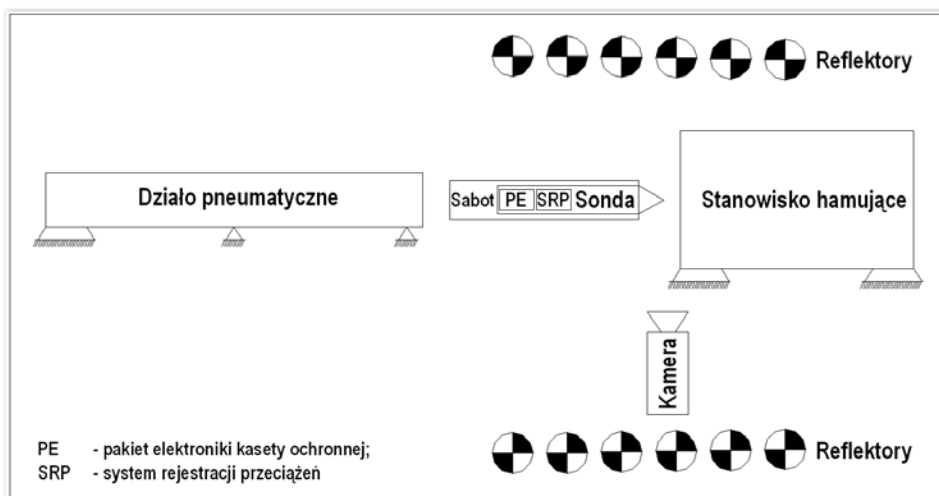 Reflektory
Działo pneumatyczne
Sabot PE SRP Sonda
Stanowisko hamujące
Kamera
PE - pakiet elektroniki kasety ochronnej;
SRP - system rejestracji przeciążeń
Reflektory